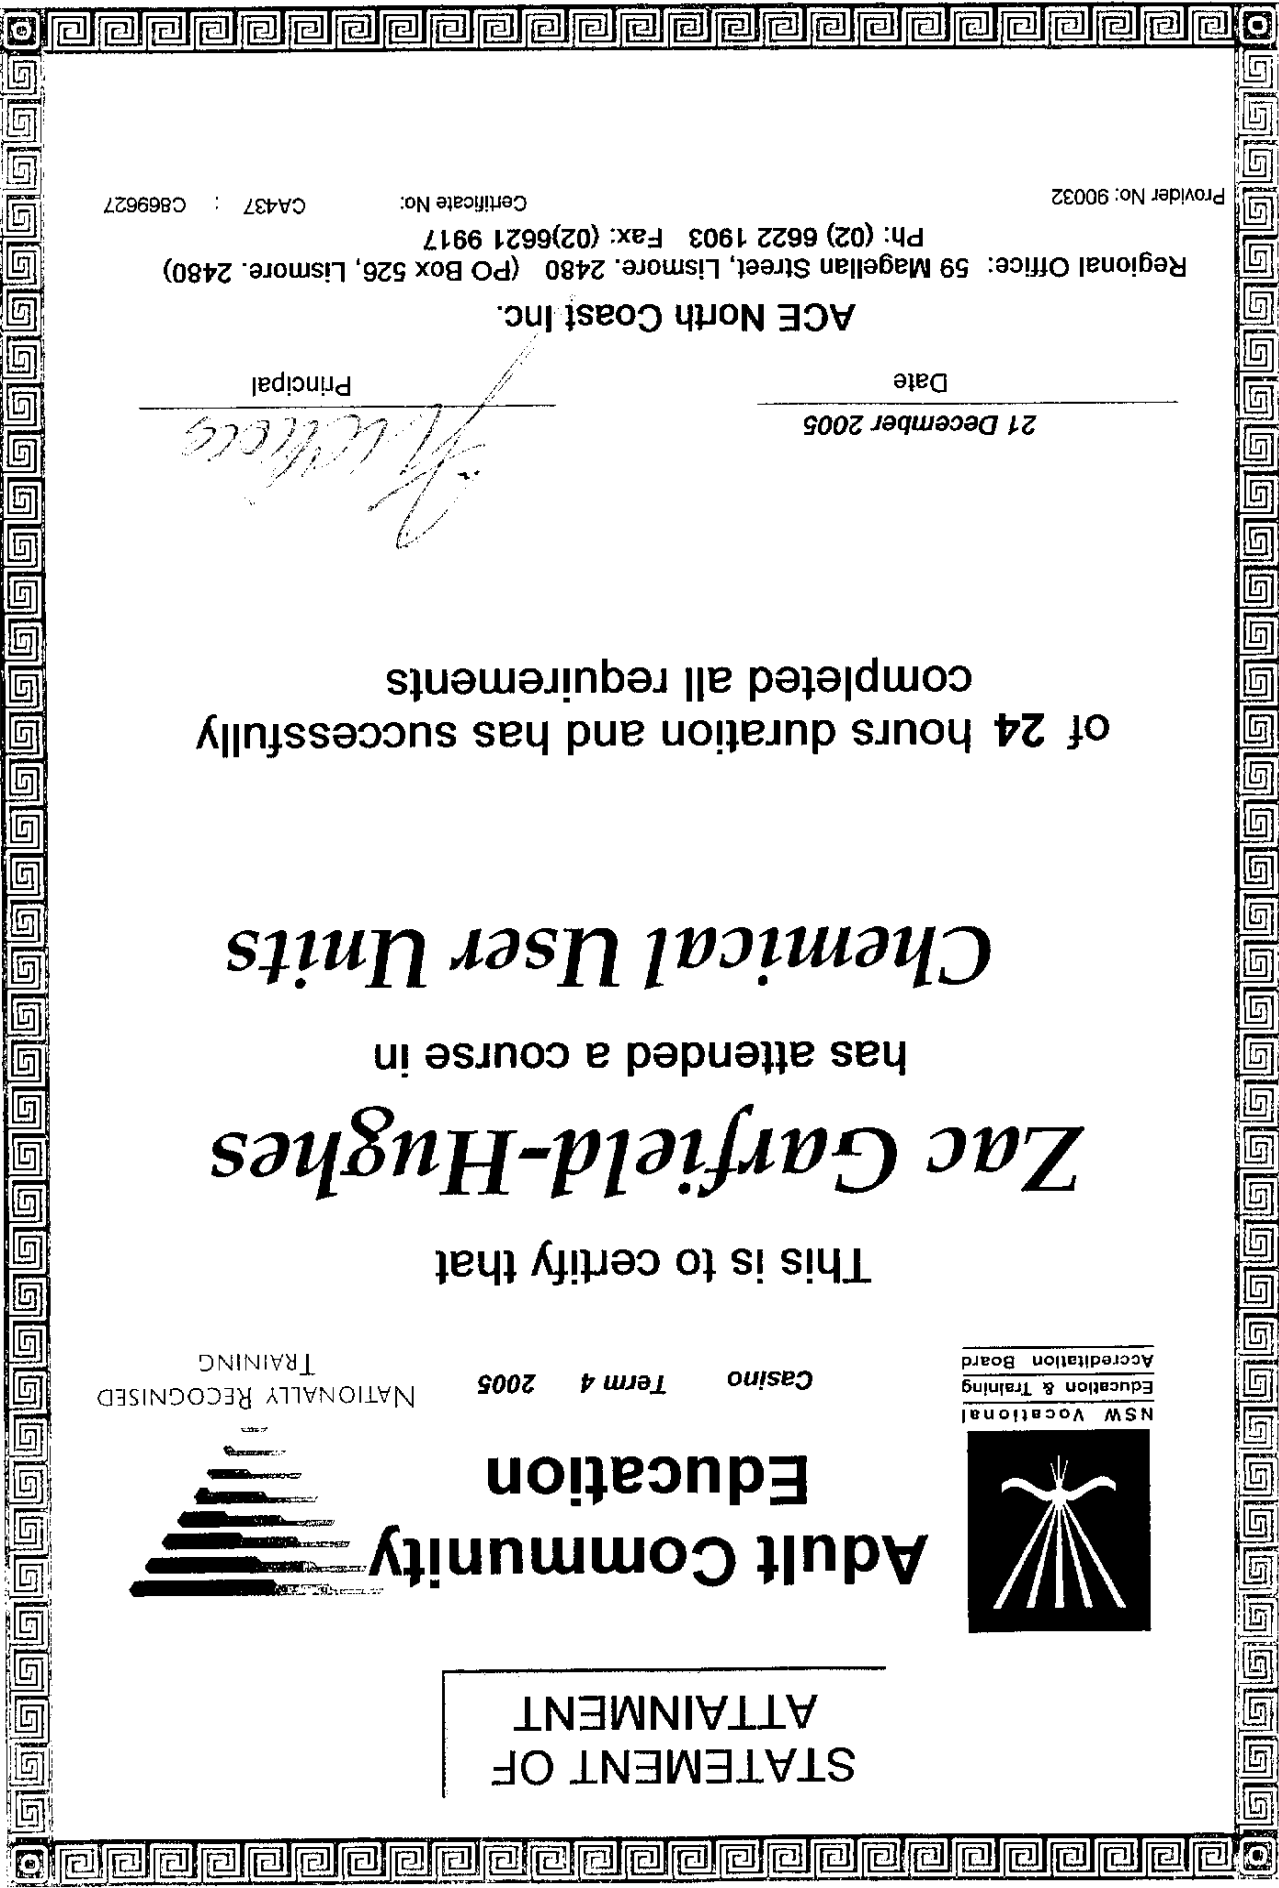 STATEMENT OF
ATTAINMENT
Adult Community
Education
Casino Term 4 2005
NSW Vocational
Education & Training
Accreditation Board
NATIONALLY RECOGNISED
TRAINING
This is to certify that
Zac Garfield-Hughes
has attended a course in
Chemical User Units
of 24 hours duration and has successfully
completed all requirements
21 December 2005
Date
Principal
ACE North Coast Inc.
Regional Office: 59 Magellan Street, Lismore. 2480 (PO Box 526, Lismore. 2480)
Ph: (02) 6622 1903 Fax: (02)6621 9917
Provider No: 90032 Certificate No: CA437 : C869627